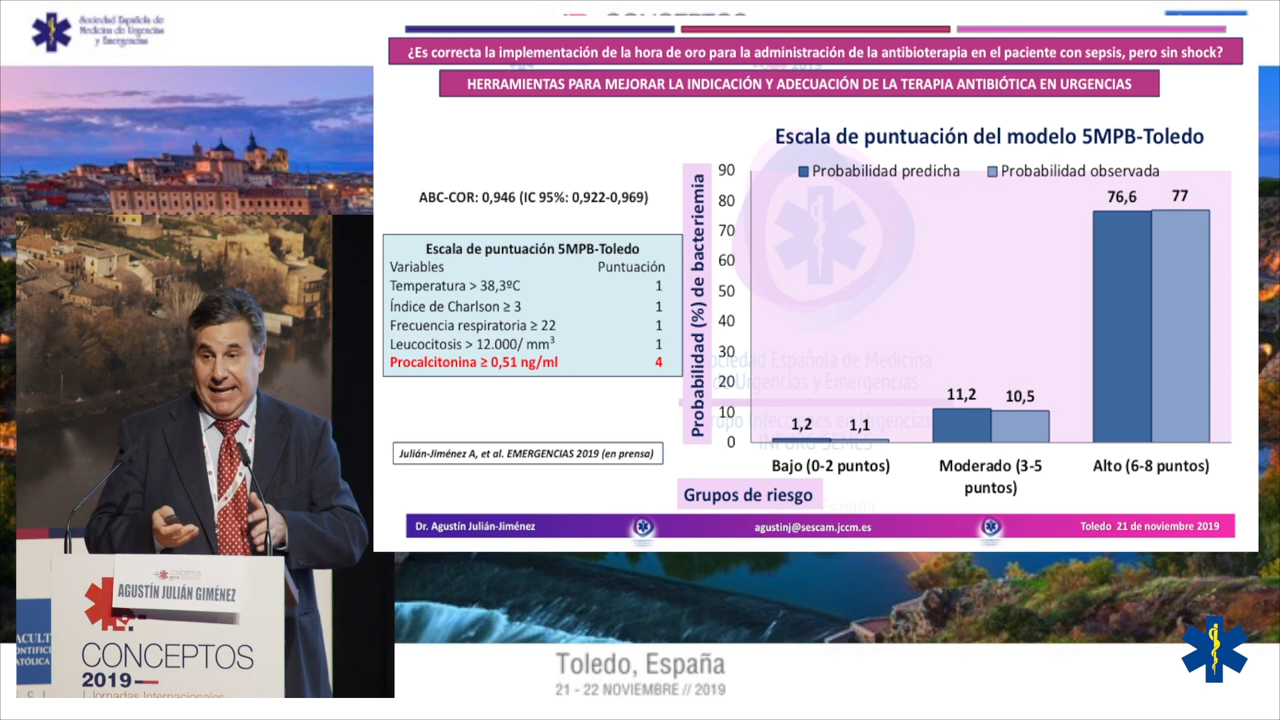 Sociedad Española de
Medicina de Urgencias
y Emergencias
¿Es correcta la implementación de la hora de oro para la administración de la antibioterapia en el paciente con sepsis, pero sin shock?
HERRAMIENTAS PARA MEJORAR LA INDICACIÓN Y ADECUACIÓN DE LA TERAPIA ANTIBIÓTICA EN URGENCIAS
ABC-COR: 0,946 (IC 95%: 0,922-0,969)
Escala de puntuación 5MPB-Toledo
Variables Puntuación
Temperatura > 38,3ºC 1
Índice de Charlson ≥ 3 1
Frecuencia respiratoria ≥ 22 1
Leucocitosis > 12.000/ mm³ 1
Procalcitonina ≥ 0,51 ng/ml 4
Julián-Jiménez A, et al. EMERGENCIAS 2019 (en prensa)
Escala de puntuación del modelo 5MPB-Toledo
Probabilidad predicha Probabilidad observada
Probabilidad (%) de bacteriemia
90
80
70
60
50
40
30
20
10
0
1,2 1,1
11,2 10,5
76,6 77
Bajo (0-2 puntos)
Moderado (3-5
puntos)
Alto (6-8 puntos)
Grupos de riesgo
Sociedad Española de Medicina
de Urgencias y Emergencias
Grupo Infecciones en Urgencias
INFURG-SEMES
Dr. Agustín Julián-Jiménez agustinj@sescam.jccm.es Toledo 21 de noviembre 2019
AGUSTÍN JULIÁN GIMÉNEZ
CONCEPTOS
2019
I Jornadas Internacionales
Toledo, España
21 - 22 NOVIEMBRE // 2019